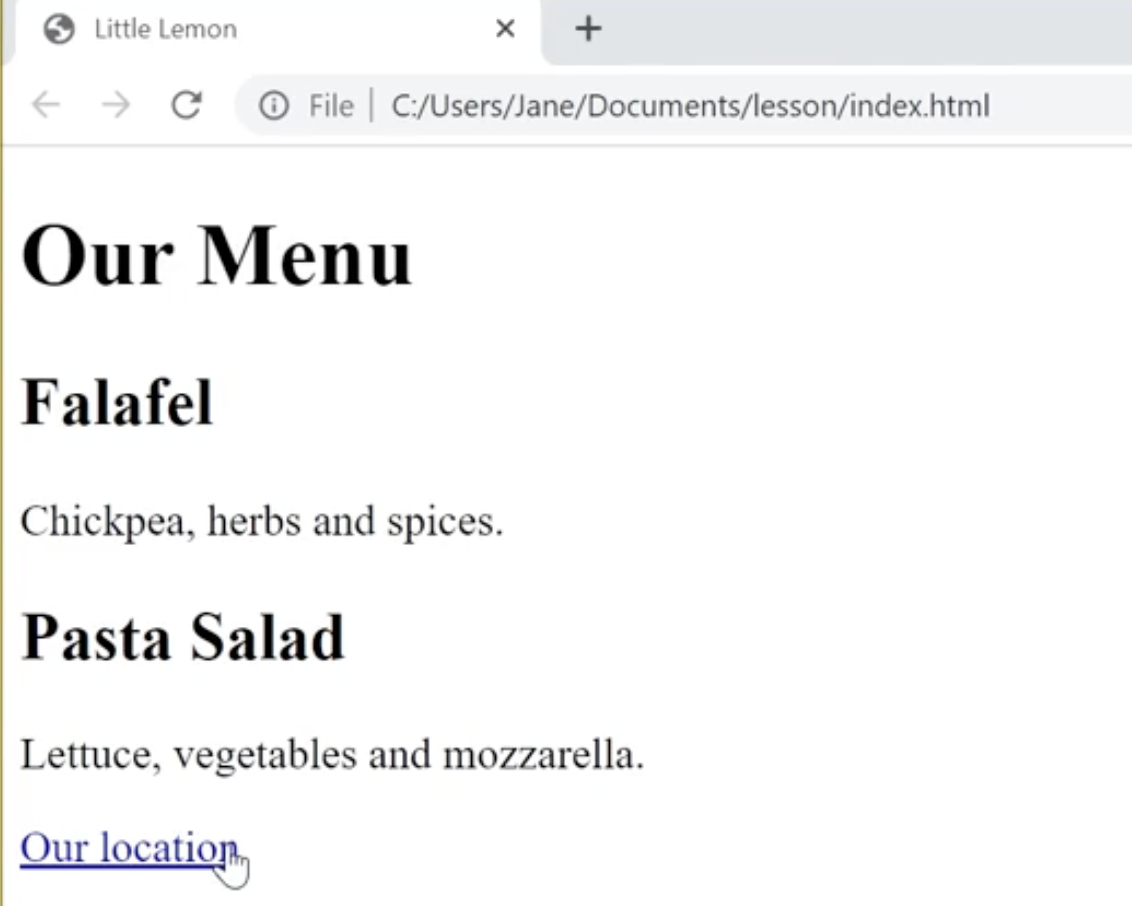 Little Lemon
File | C:/Users/Jane/Documents/lesson/index.html
Our Menu
Falafel
Chickpea, herbs and spices.
Pasta Salad
Lettuce, vegetables and mozzarella.
Our location